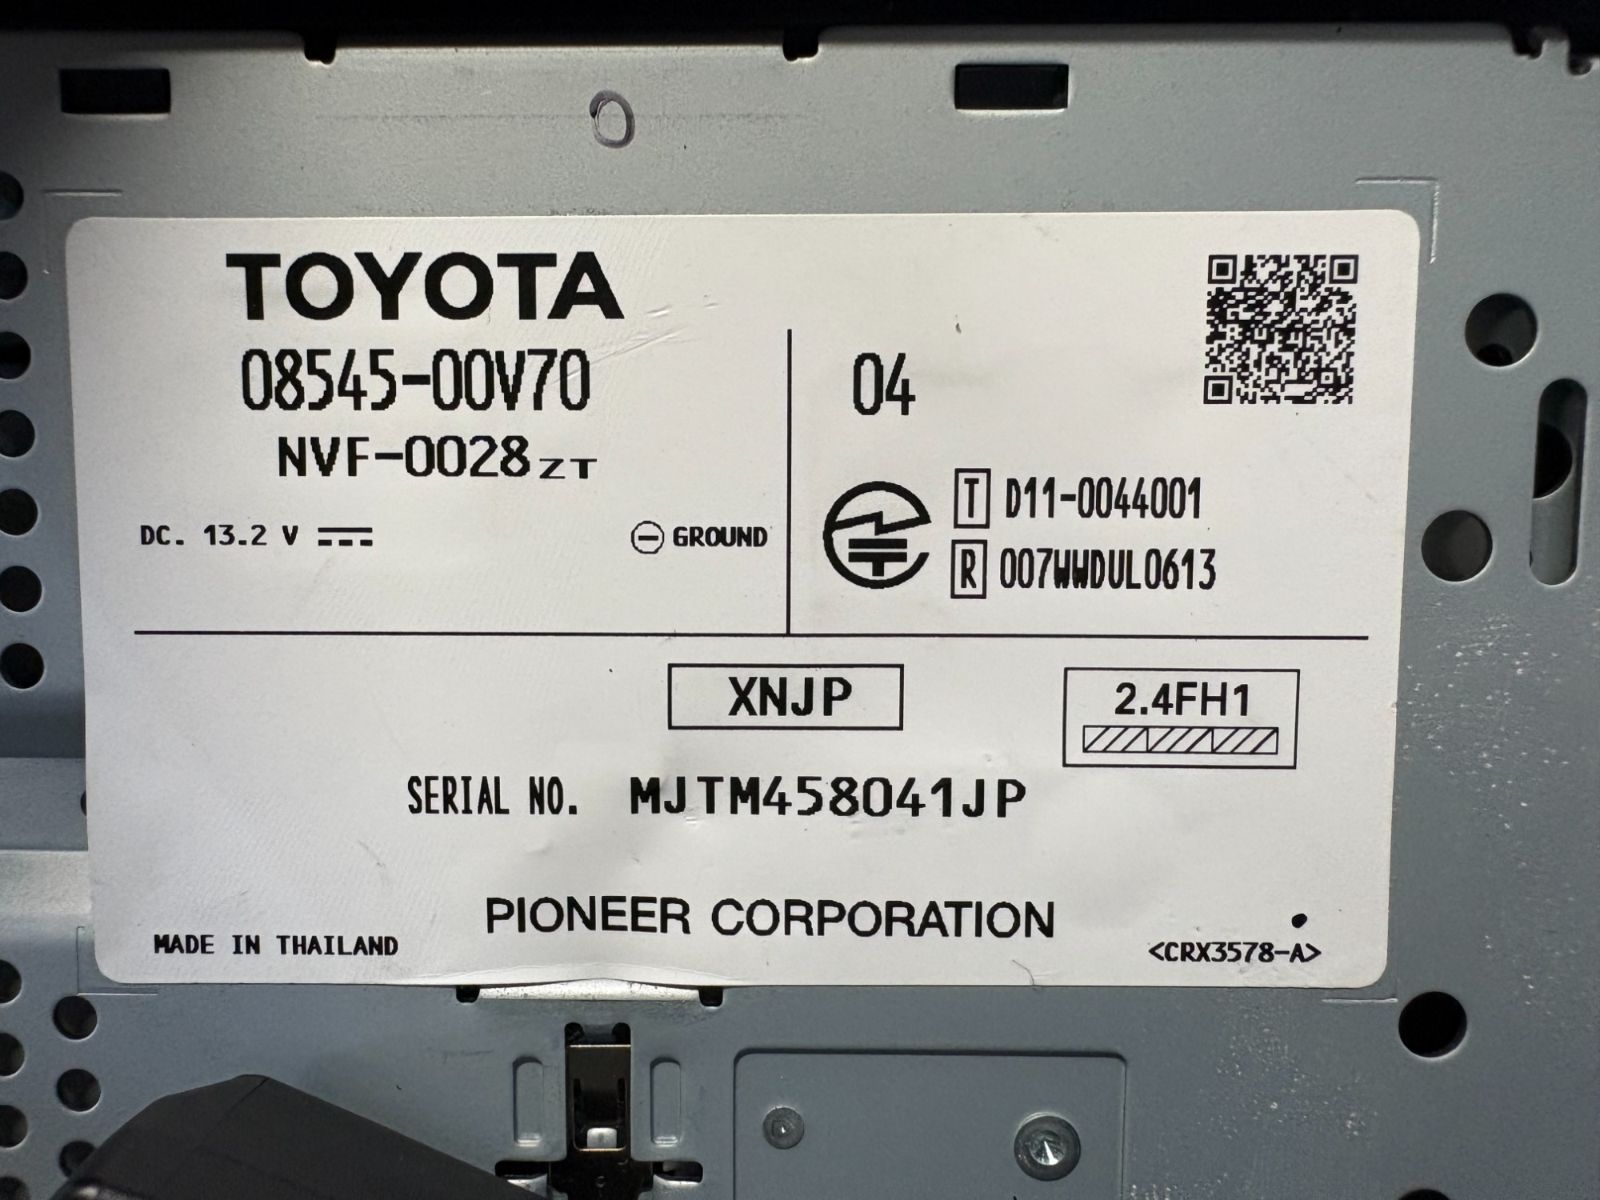 TOYOTA
08545-00V70
NVF-0028ZT
DC. 13.2 V
GROUND
04
T D11-0044001
R 007WWDUL0613
XNJP
2.4FH1
SERIAL NO. MJTM458041JP
PIONEER CORPORATION
MADE IN THAILAND
<CRX3578-A>